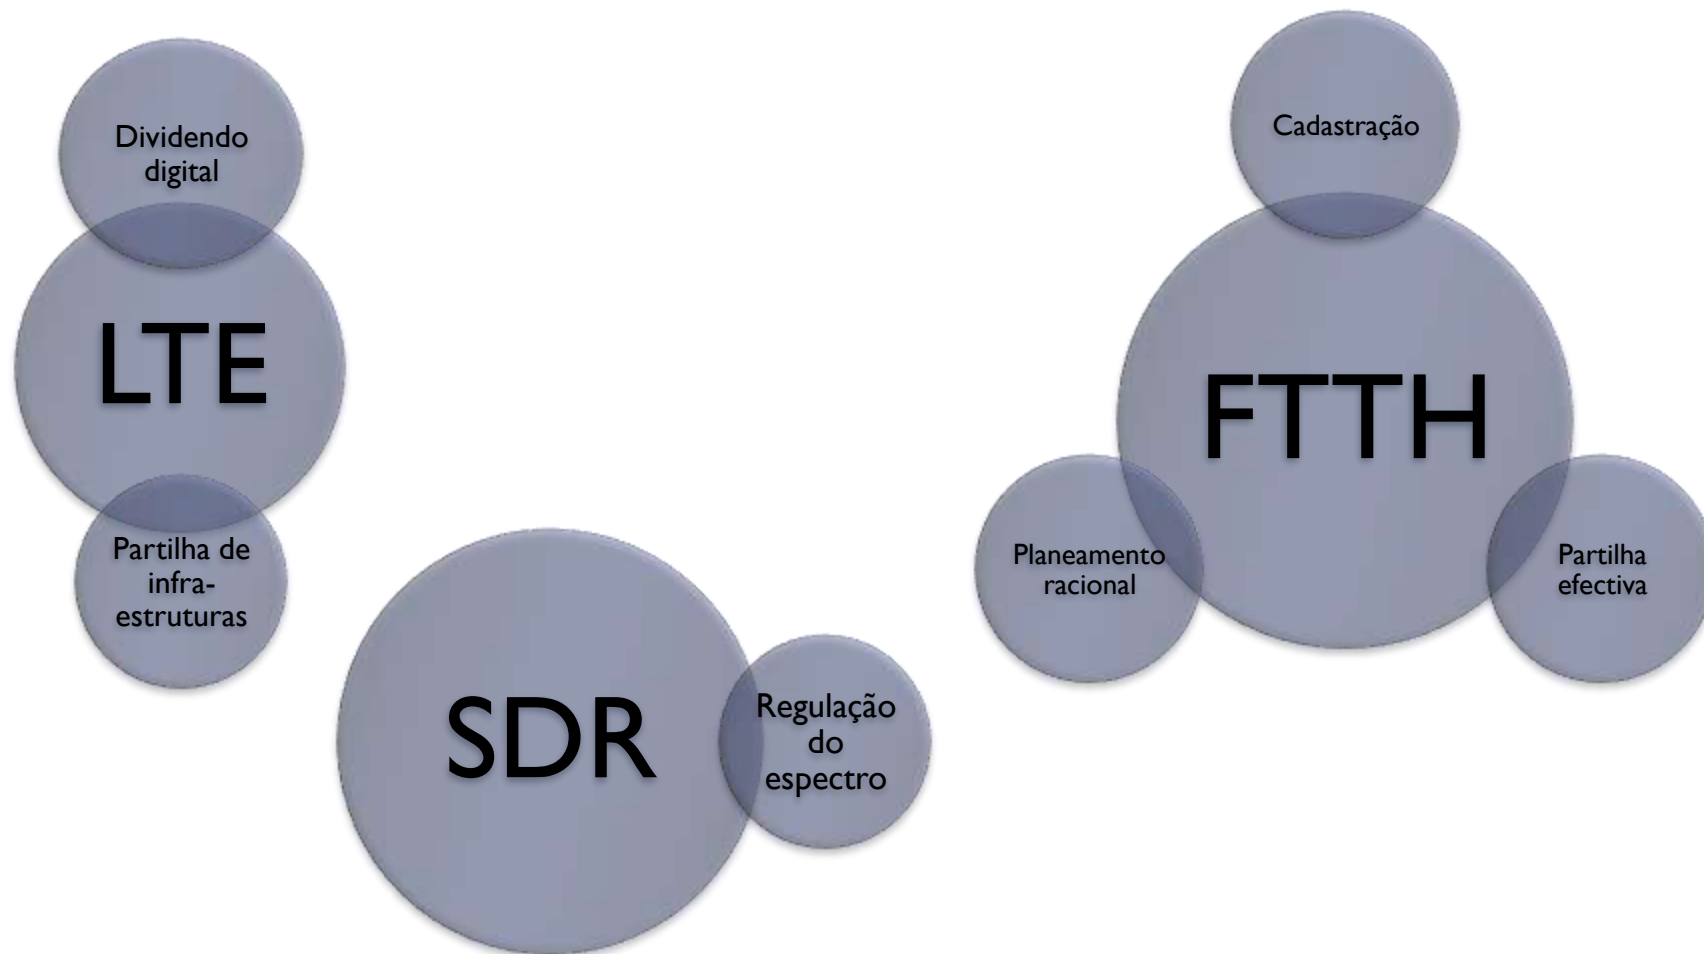 Dividendo
digital
LTE
Partilha de
infra-
estruturas
SDR
Regulação
do
espectro
Cadastração
FTTH
Planeamento
racional
Partilha
efectiva